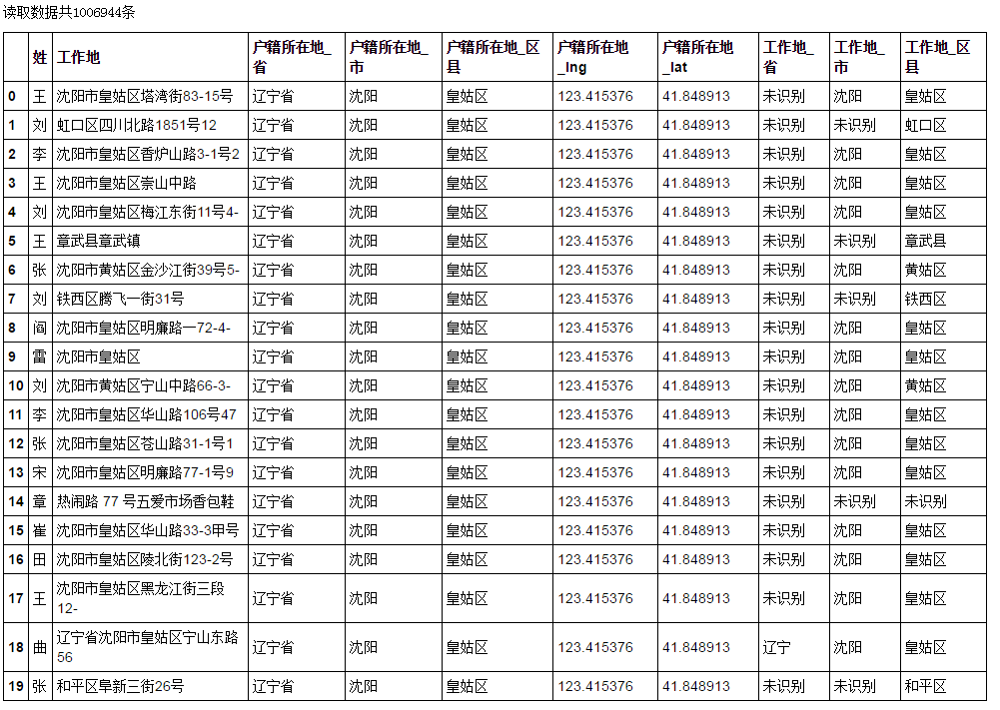 读取数据共1006944条
姓 工作地 户籍所在地_省 户籍所在地_市 户籍所在地_区县 户籍所在地_lng 户籍所在地_lat 工作地_省 工作地_市 工作地_区县
0 王 沈阳市皇姑区塔湾街83-15号 辽宁省 沈阳 皇姑区 123.415376 41.848913 未识别 沈阳 皇姑区
1 刘 虹口区四川北路1851号12 辽宁省 沈阳 皇姑区 123.415376 41.848913 未识别 未识别 虹口区
2 李 沈阳市皇姑区香炉山路3-1号2 辽宁省 沈阳 皇姑区 123.415376 41.848913 未识别 沈阳 皇姑区
3 王 沈阳市皇姑区崇山中路 辽宁省 沈阳 皇姑区 123.415376 41.848913 未识别 沈阳 皇姑区
4 刘 沈阳市皇姑区梅江东街11号4- 辽宁省 沈阳 皇姑区 123.415376 41.848913 未识别 沈阳 皇姑区
5 王 章武县章武镇 辽宁省 沈阳 皇姑区 123.415376 41.848913 未识别 未识别 章武县
6 张 沈阳市黄姑区金沙江街39号5- 辽宁省 沈阳 皇姑区 123.415376 41.848913 未识别 沈阳 黄姑区
7 刘 铁西区腾飞一街31号 辽宁省 沈阳 皇姑区 123.415376 41.848913 未识别 未识别 铁西区
8 阎 沈阳市皇姑区明廉路一72-4- 辽宁省 沈阳 皇姑区 123.415376 41.848913 未识别 沈阳 皇姑区
9 雷 沈阳市皇姑区 辽宁省 沈阳 皇姑区 123.415376 41.848913 未识别 沈阳 皇姑区
10 刘 沈阳市黄姑区宁山中路66-3- 辽宁省 沈阳 皇姑区 123.415376 41.848913 未识别 沈阳 黄姑区
11 李 沈阳市皇姑区华山路106号47 辽宁省 沈阳 皇姑区 123.415376 41.848913 未识别 沈阳 皇姑区
12 张 沈阳市皇姑区苍山路31-1号1 辽宁省 沈阳 皇姑区 123.415376 41.848913 未识别 沈阳 皇姑区
13 宋 沈阳市皇姑区明廉路77-1号9 辽宁省 沈阳 皇姑区 123.415376 41.848913 未识别 沈阳 皇姑区
14 章 热闹路 77 号五爱市场香包鞋 辽宁省 沈阳 皇姑区 123.415376 41.848913 未识别 未识别 未识别
15 崔 沈阳市皇姑区华山路33-3甲号 辽宁省 沈阳 皇姑区 123.415376 41.848913 未识别 沈阳 皇姑区
16 田 沈阳市皇姑区陵北街123-2号 辽宁省 沈阳 皇姑区 123.415376 41.848913 未识别 沈阳 皇姑区
17 王 沈阳市皇姑区黑龙江街三段12- 辽宁省 沈阳 皇姑区 123.415376 41.848913 未识别 沈阳 皇姑区
18 曲 辽宁省沈阳市皇姑区宁山东路56 辽宁省 沈阳 皇姑区 123.415376 41.848913 辽宁 沈阳 皇姑区
19 张 和平区阜新三街26号 辽宁省 沈阳 皇姑区 123.415376 41.848913 未识别 未识别 和平区